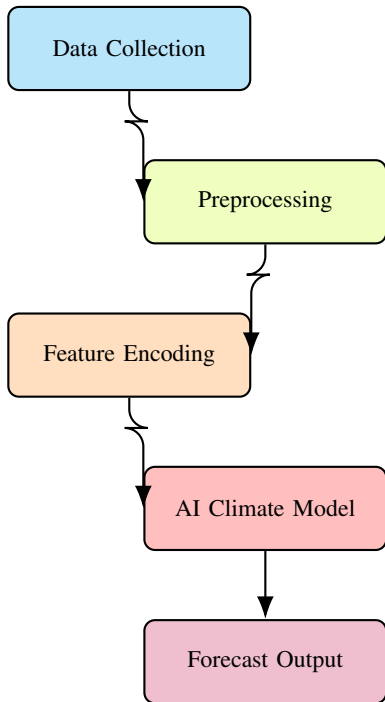 Data Collection
Preprocessing
Feature Encoding
AI Climate Model
Forecast Output